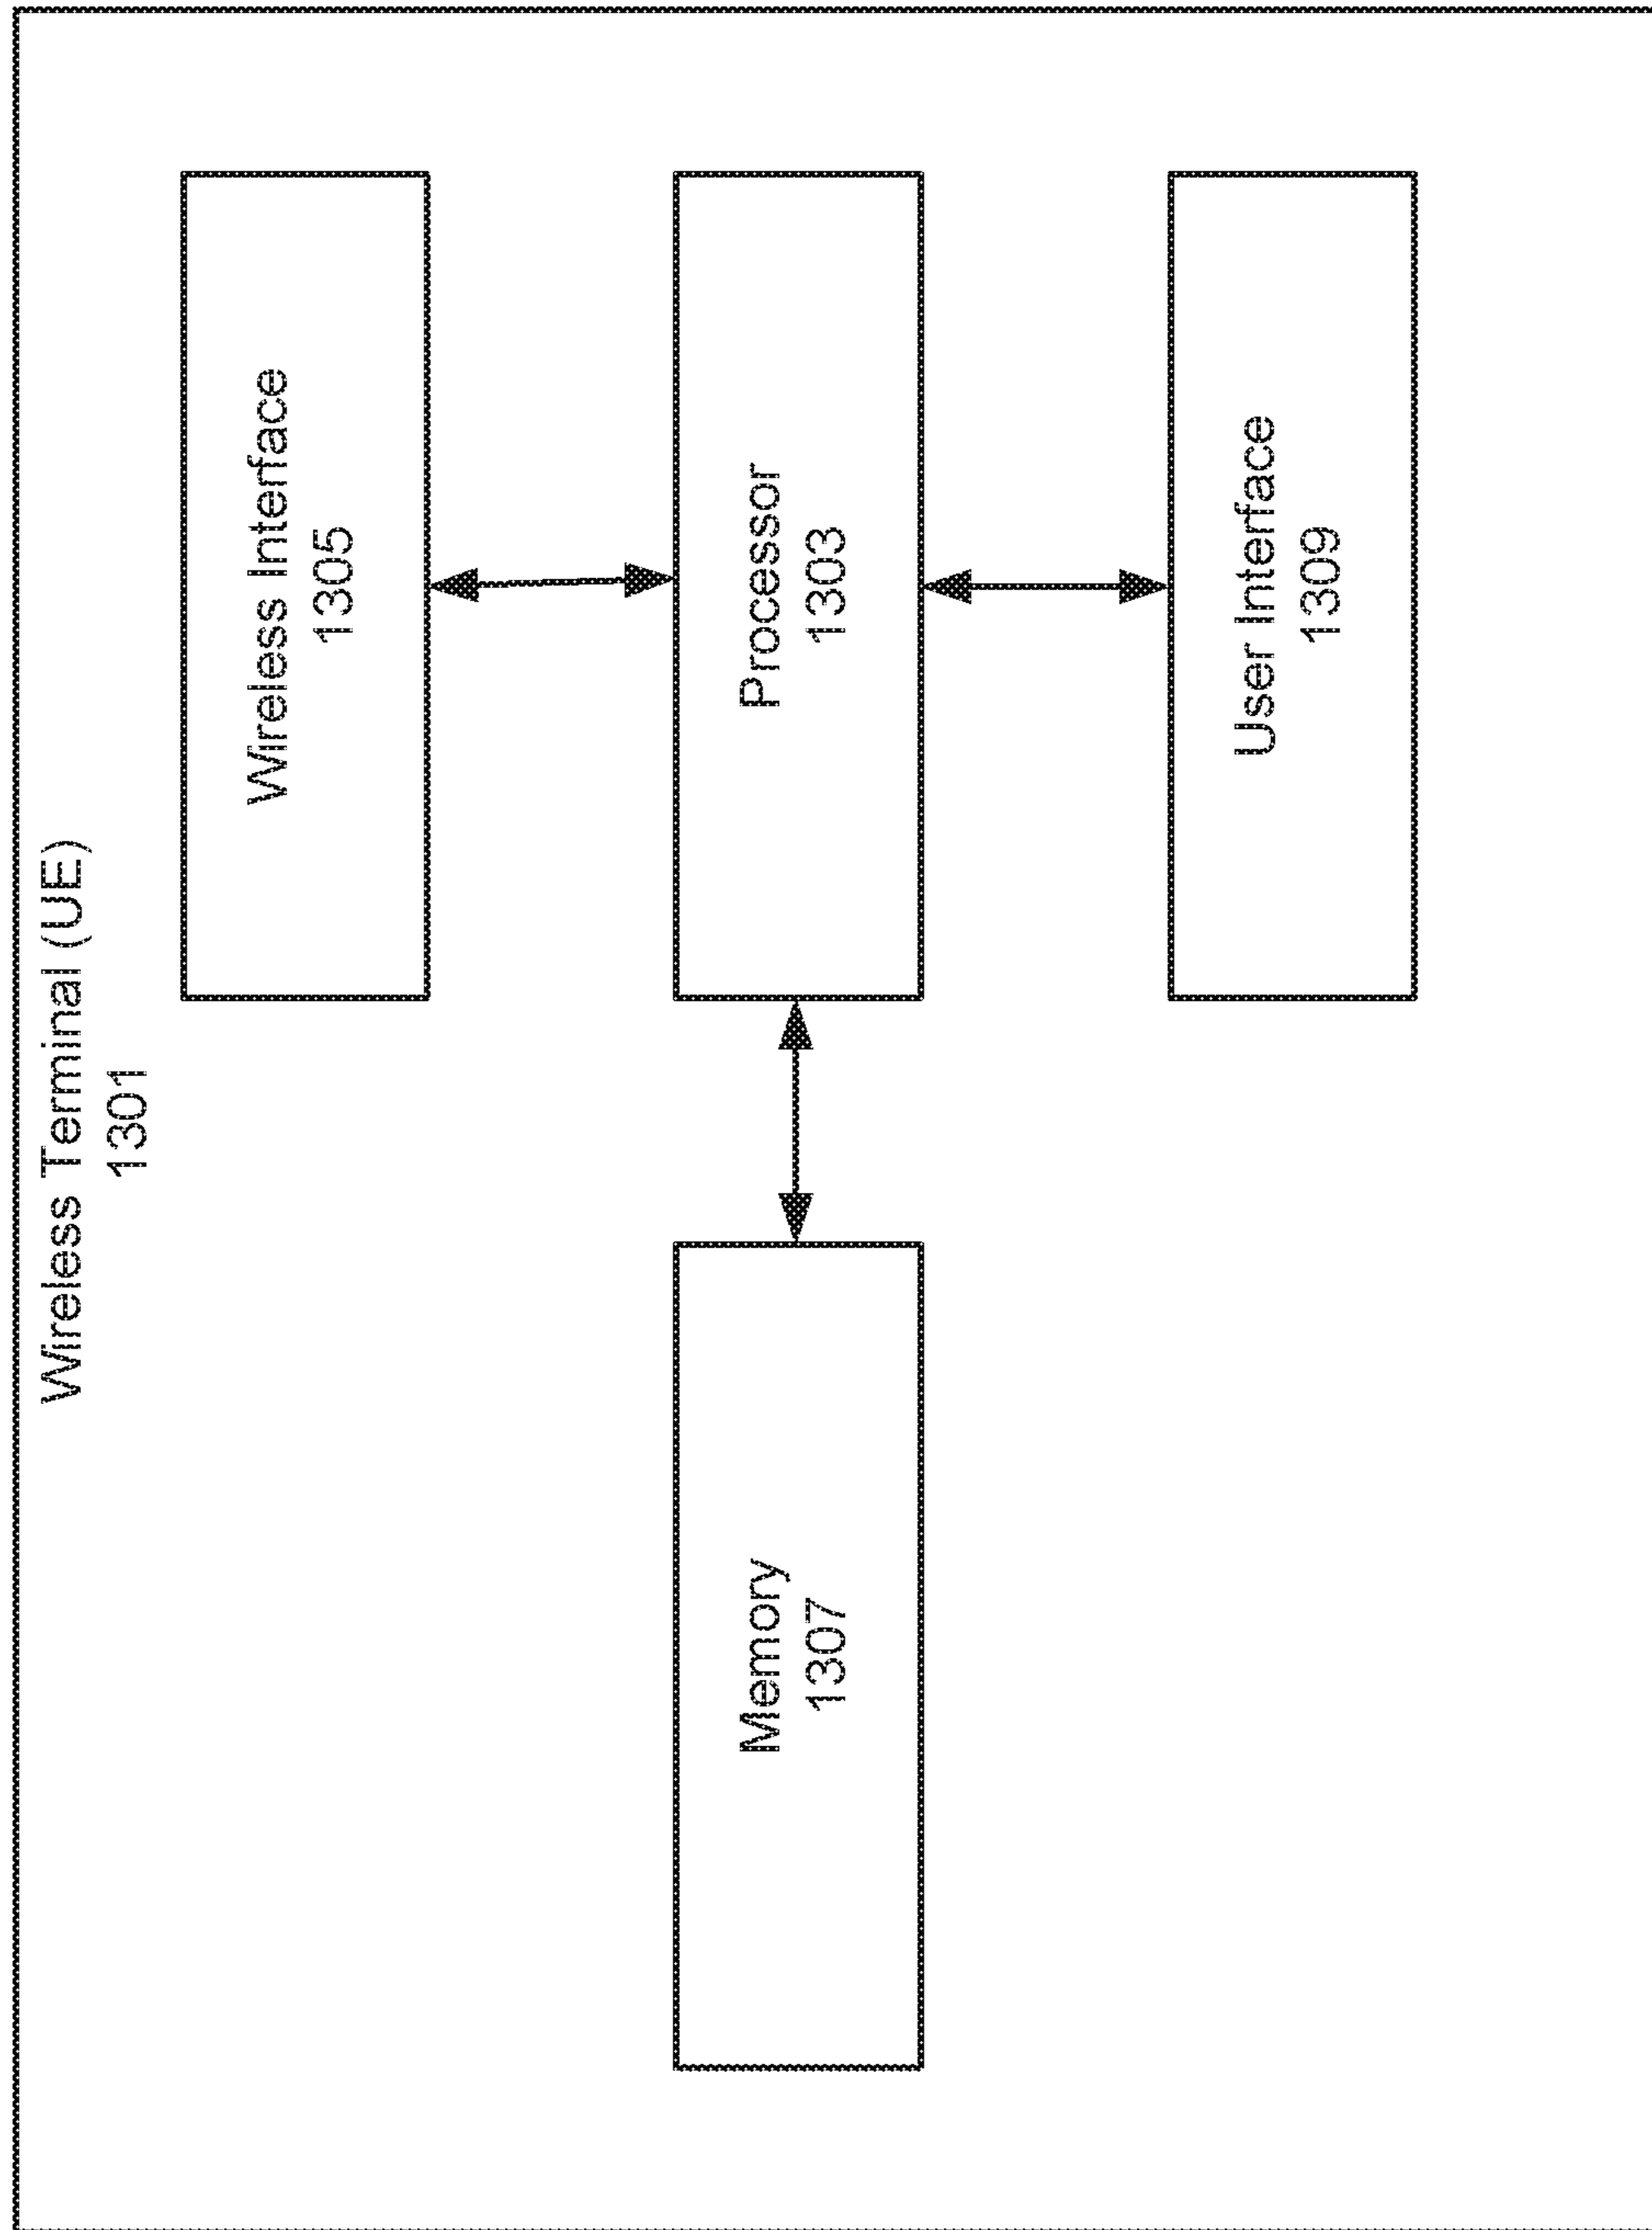 Wireless Terminal (UE)
1301
Wireless Interface
1305
Memory
1307
Processor
1303
User Interface
1309